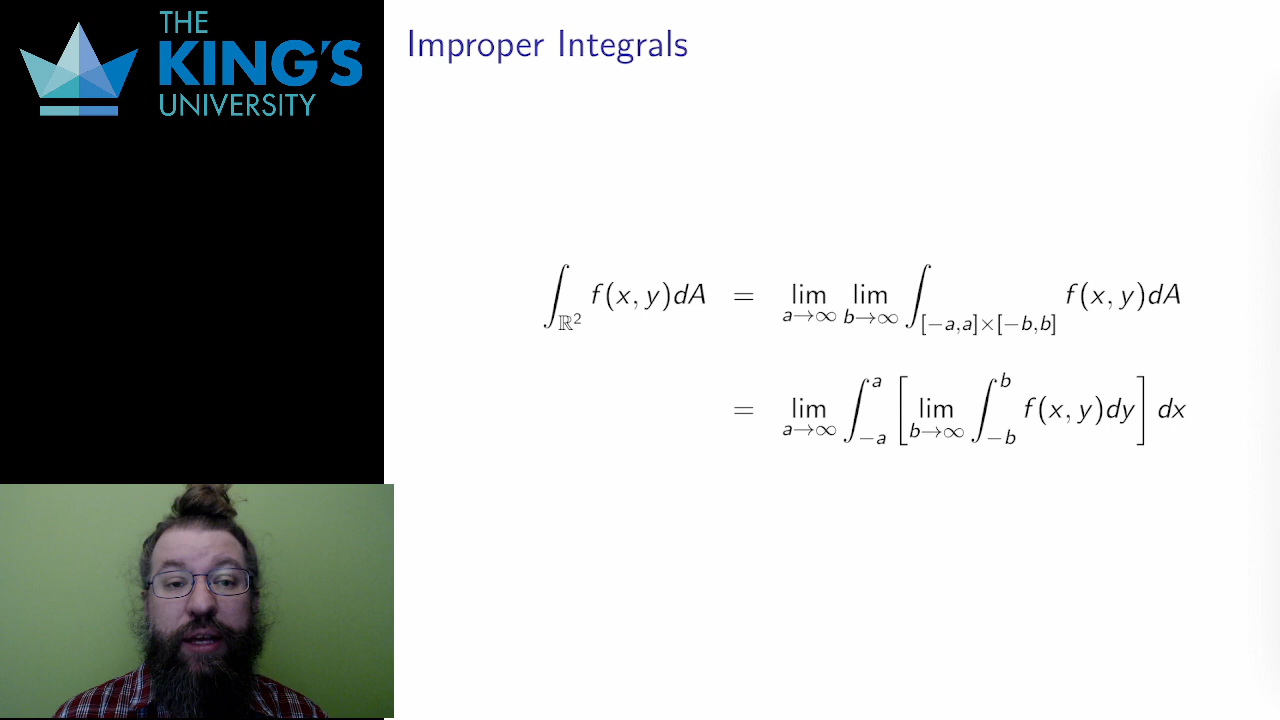 THE
KING'S
UNIVERSITY
Improper Integrals
∫_{ℝ²} f(x, y)dA = lim_{a→∞} lim_{b→∞} ∫_{[−a,a]×[−b,b]} f(x, y)dA
= lim_{a→∞} ∫_{−a}^{a} [lim_{b→∞} ∫_{−b}^{b} f(x, y)dy] dx